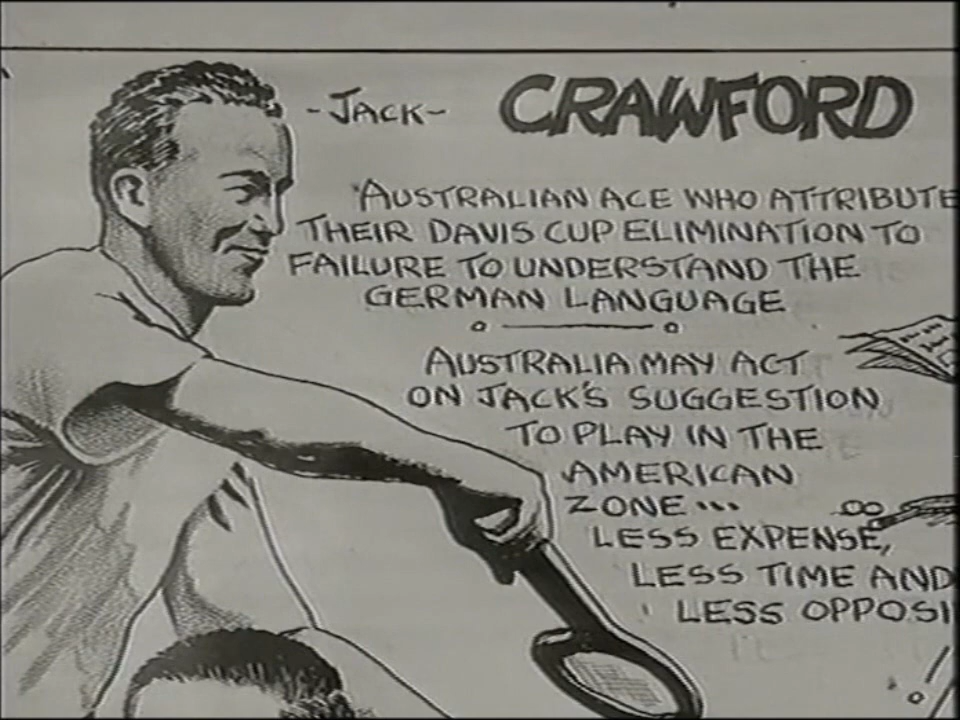 -JACK- CRAWFORD
AUSTRALIAN ACE WHO ATTRIBUTE
THEIR DAVIS CUP ELIMINATION TO
FAILURE TO UNDERSTAND THE
GERMAN LANGUAGE
AUSTRALIA MAY ACT
ON JACK'S SUGGESTION
TO PLAY IN THE
AMERICAN
ZONE...
LESS EXPENSE,
LESS TIME AND
LESS OPPOSI